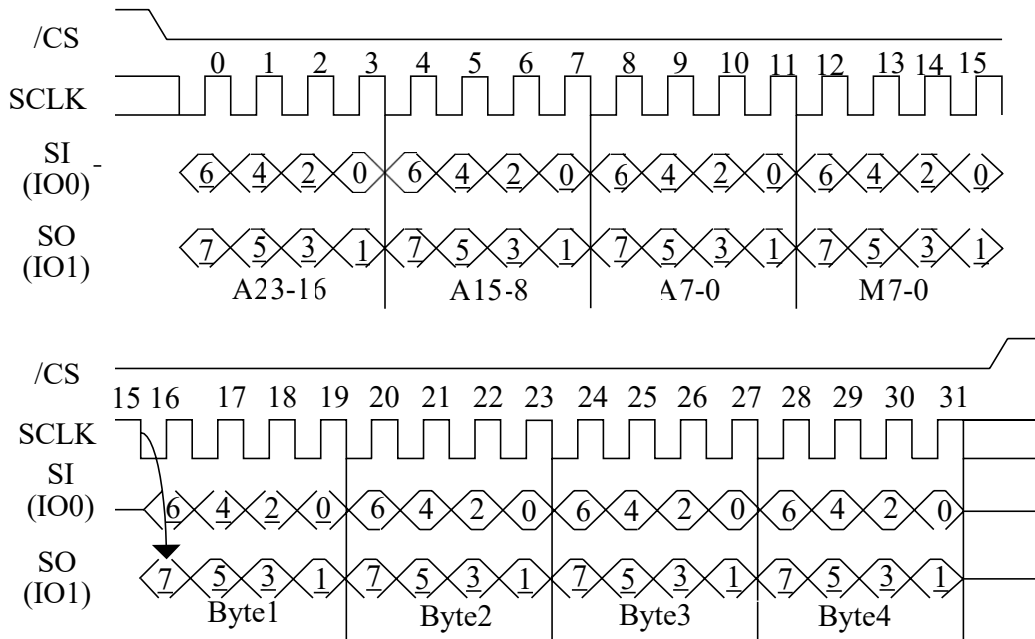 /CS
0 1 2 3 4 5 6 7 8 9 10 11 12 13 14 15
SCLK
SI
(IO0)
6 4 2 0 6 4 2 0 6 4 2 0 6 4 2 0
SO
(IO1)
7 5 3 1 7 5 3 1 7 5 3 1 7 5 3 1
A23-16 A15-8 A7-0 M7-0
/CS
15 16 17 18 19 20 21 22 23 24 25 26 27 28 29 30 31
SCLK
SI
(IO0)
6 4 2 0 6 4 2 0 6 4 2 0 6 4 2 0
SO
(IO1)
7 5 3 1 7 5 3 1 7 5 3 1 7 5 3 1
Byte1 Byte2 Byte3 Byte4